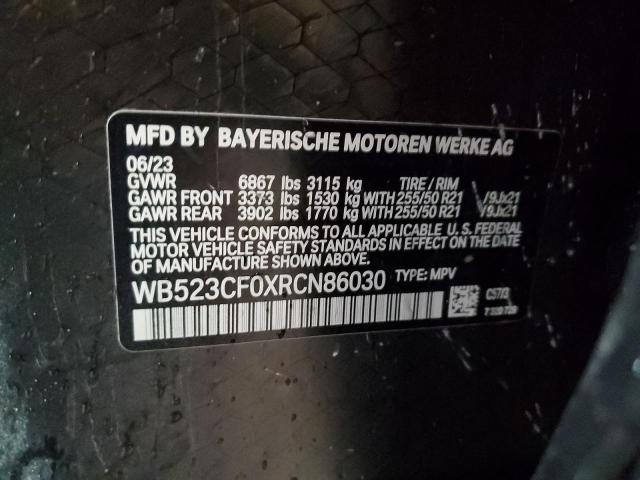 MFD BY BAYERISCHE MOTOREN WERKE AG
06/23
GVWR 6867 lbs 3115 kg TIRE / RIM
GAWR FRONT 3373 lbs 1530 kg WITH 255/50 R21 /9Jx21
GAWR REAR 3902 lbs 1770 kg WITH 255/50 R21 /9Jx21
THIS VEHICLE CONFORMS TO ALL APPLICABLE U. S. FEDERAL
MOTOR VEHICLE SAFETY STANDARDS IN EFFECT ON THE DATE
OF MANUFACTURE SHOWN ABOVE.
WB523CF0XRCN86030 TYPE: MPV